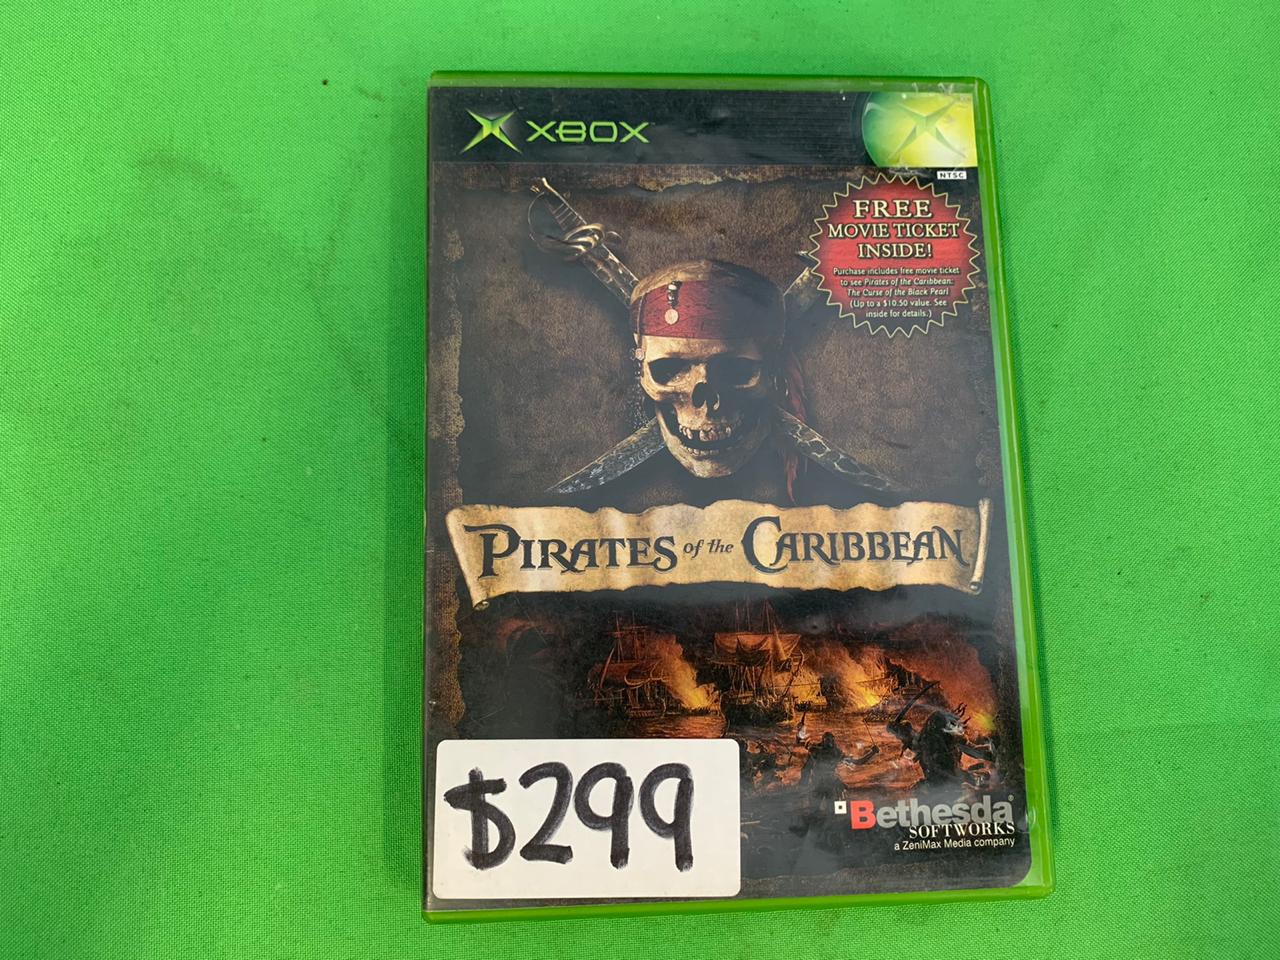 XBOX
NTSC
FREE
MOVIE TICKET
INSIDE!
Purchase includes free movie ticket
to see Pirates of the Caribbean:
The Curse of the Black Pearl
(Up to a $10.50 value. See
inside for details.)
PIRATES of the CARIBBEAN
$299
Bethesda®
SOFTWORKS
a ZeniMax Media company